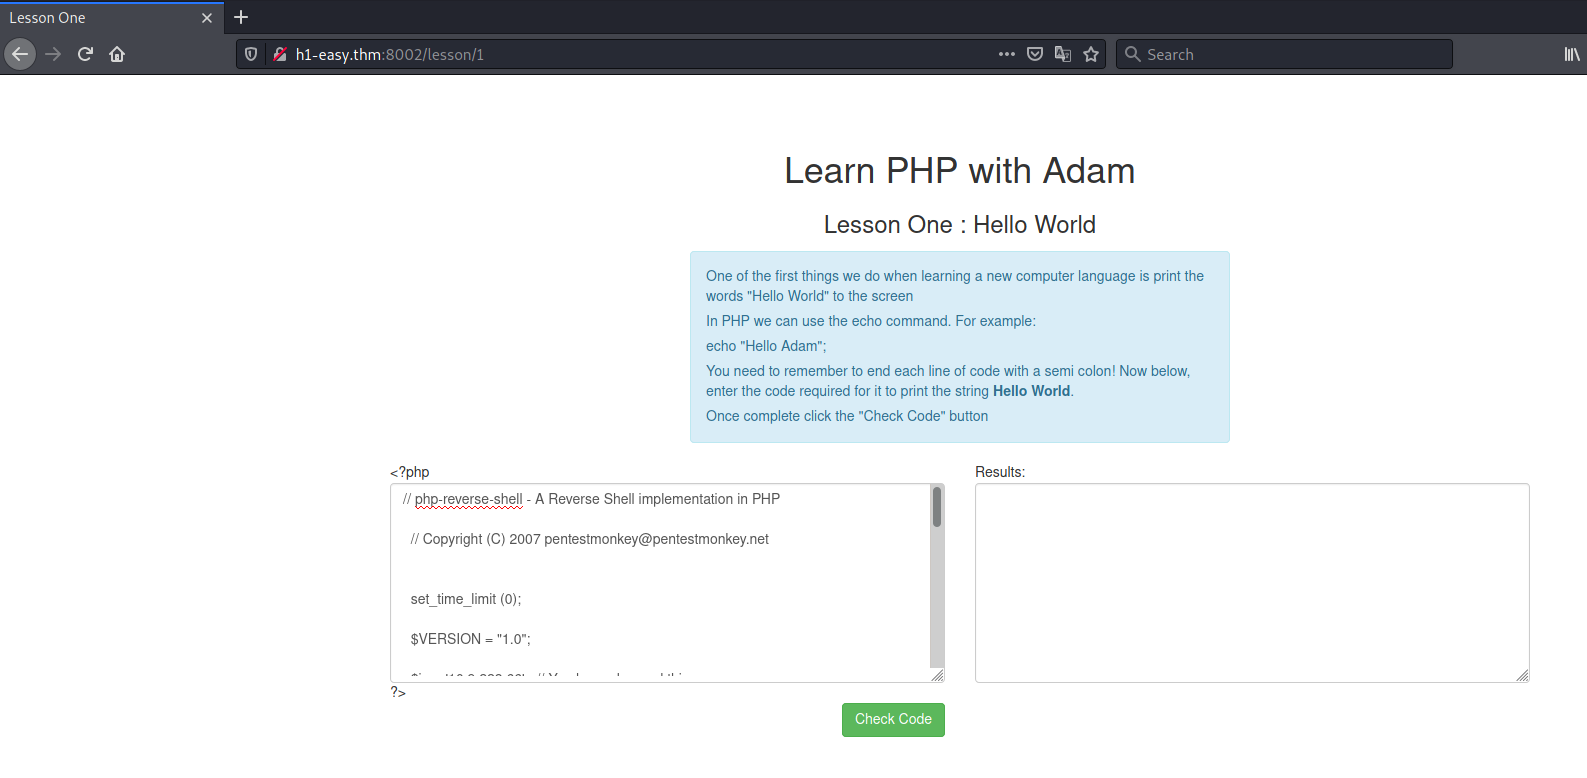 Lesson One
h1-easy.thm:8002/lesson/1
Search
Learn PHP with Adam
Lesson One : Hello World
One of the first things we do when learning a new computer language is print the
words "Hello World" to the screen
In PHP we can use the echo command. For example:
echo "Hello Adam";
You need to remember to end each line of code with a semi colon! Now below,
enter the code required for it to print the string Hello World.
Once complete click the "Check Code" button
<?php
Results:
// php-reverse-shell - A Reverse Shell implementation in PHP
// Copyright (C) 2007 pentestmonkey@pentestmonkey.net
set_time_limit (0);
$VERSION = "1.0";
?>
Check Code